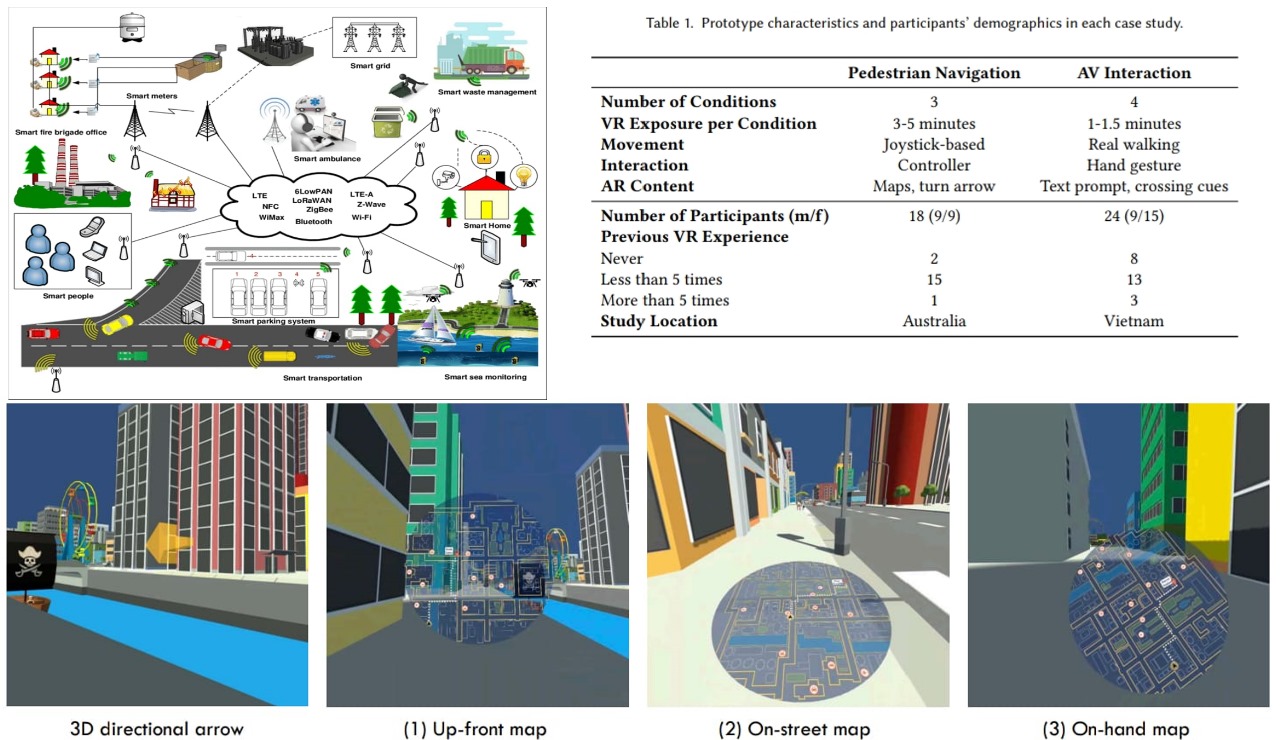 Smart grid
Smart waste management
Smart meters
Smart fire brigade office
Smart ambulance
LTE
6LowPAN
LTE-A
NFC
LoRaWAN
Z-Wave
ZigBee
WiMax
Bluetooth
Wi-Fi
Smart Home
Smart people
1 2 3 4 5
Smart parking system
Smart transportation
Smart sea monitoring
Table 1. Prototype characteristics and participants' demographics in each case study.
Pedestrian Navigation AV Interaction
Number of Conditions 3 4
VR Exposure per Condition 3-5 minutes 1-1.5 minutes
Movement Joystick-based Real walking
Interaction Controller Hand gesture
AR Content Maps, turn arrow Text prompt, crossing cues
Number of Participants (m/f) 18 (9/9) 24 (9/15)
Previous VR Experience
Never 2 8
Less than 5 times 15 13
More than 5 times 1 3
Study Location Australia Vietnam
3D directional arrow
(1) Up-front map
(2) On-street map
(3) On-hand map